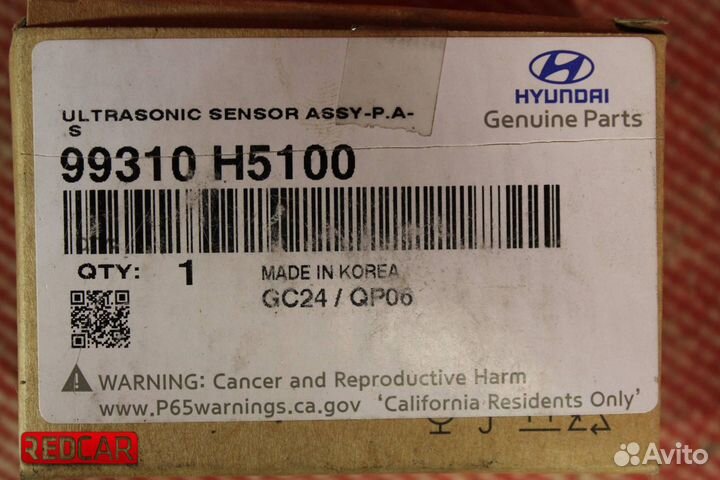 HYUNDAI
Genuine Parts
ULTRASONIC SENSOR ASSY-P.A-
S
99310 H5100
QTY: 1
MADE IN KOREA
GC24 / QP06
WARNING: Cancer and Reproductive Harm
www.P65warnings.ca.gov 'California Residents Only'
REDCAR
Avito